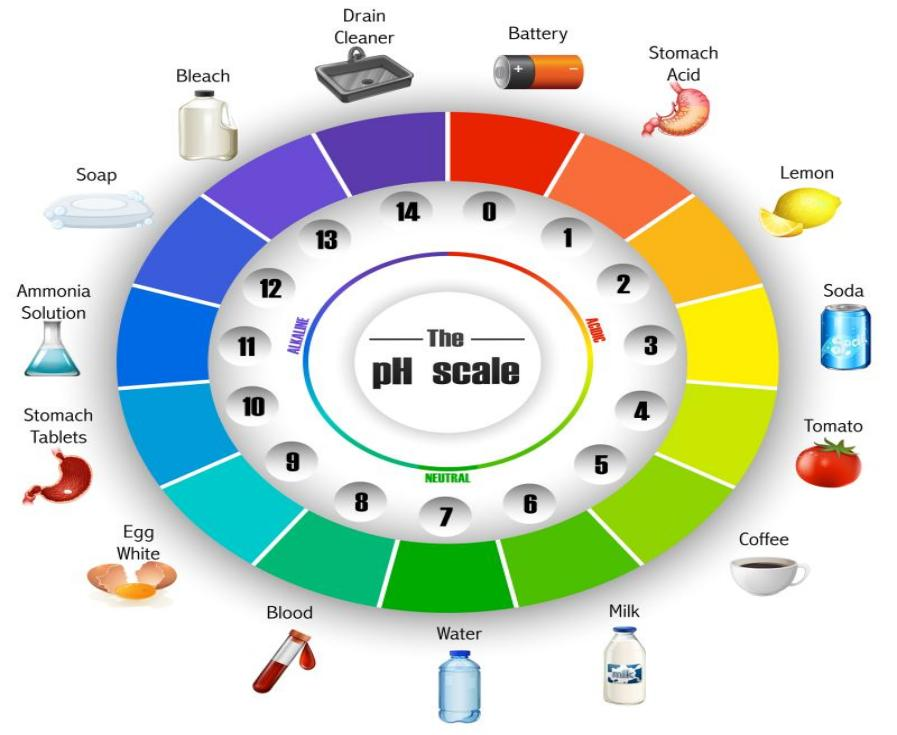 Drain
Cleaner
Battery
Stomach
Acid
Bleach
Soap
Lemon
14
0
13
1
12
2
Ammonia
Solution
Soda
Soda
ALKALINE
ACIDIC
The
pH scale
11
3
10
4
Stomach
Tablets
Tomato
9
5
NEUTRAL
8
6
7
Egg
White
Coffee
Blood
Water
Milk
milk
+
−